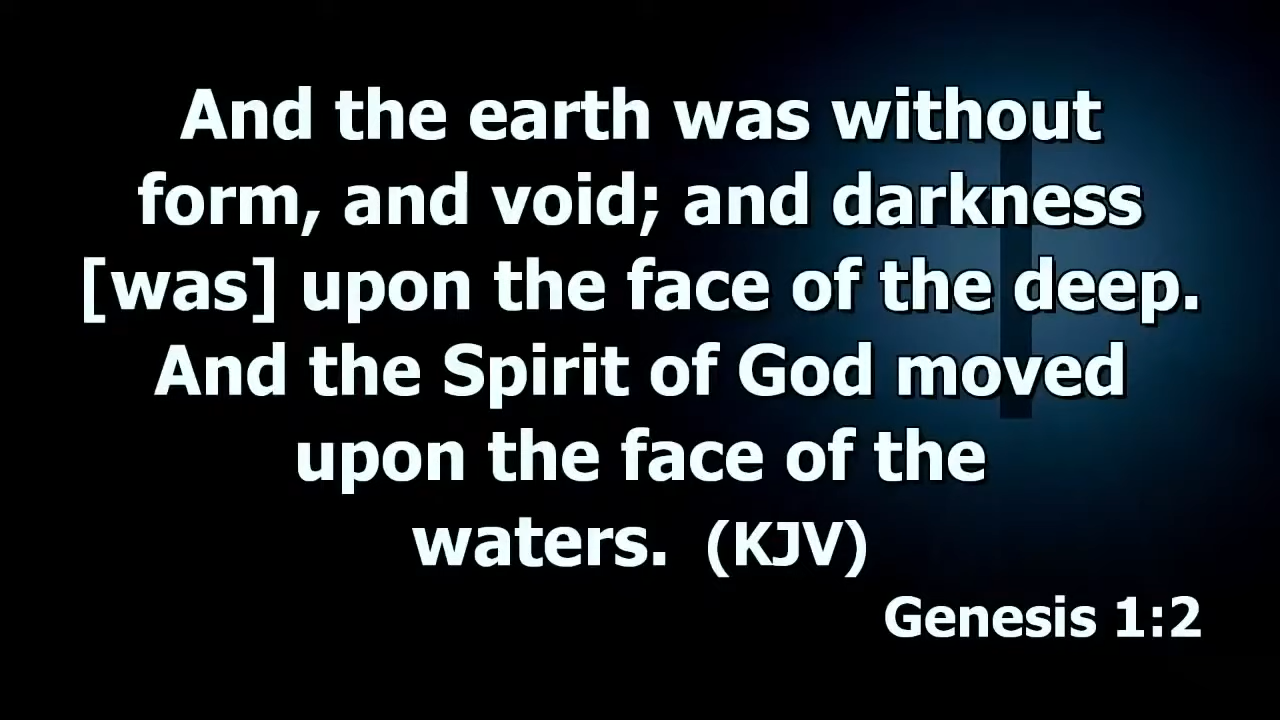 And the earth was without
form, and void; and darkness
[was] upon the face of the deep.
And the Spirit of God moved
upon the face of the
waters. (KJV)
Genesis 1:2